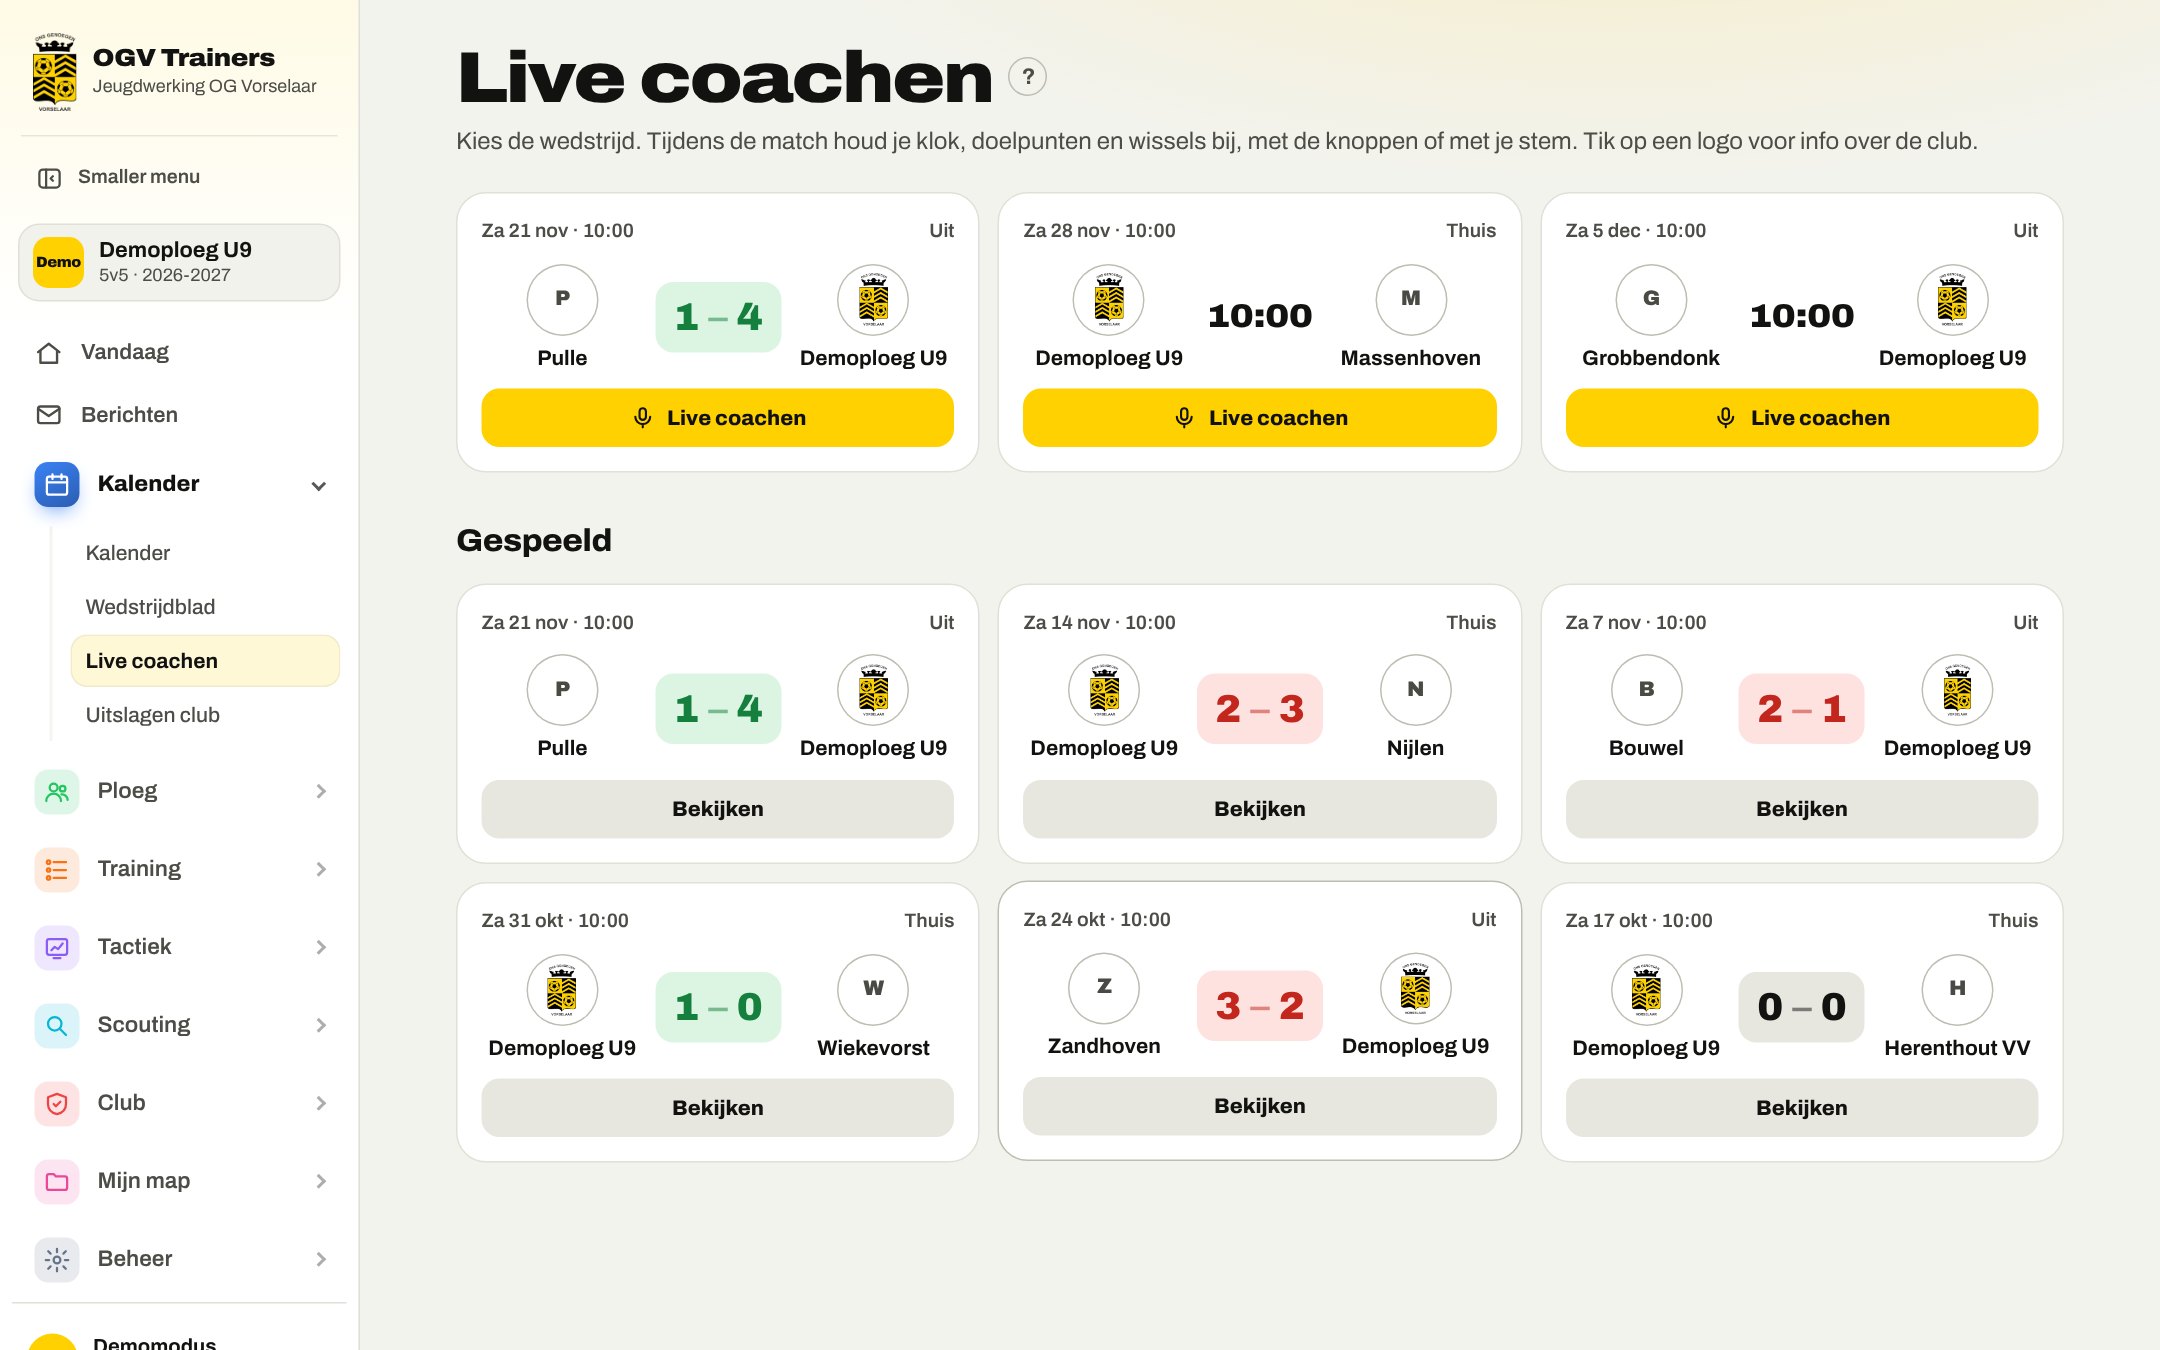 OGV Trainers
Jeugdwerking OG Vorselaar
Smaller menu
Demo
Demoploeg U9
5v5 · 2026-2027
Vandaag
Berichten
Kalender
Kalender
Wedstrijdblad
Live coachen
Uitslagen club
Ploeg
Training
Tactiek
Scouting
Club
Mijn map
Beheer
Demomodus
Live coachen ?
Kies de wedstrijd. Tijdens de match houd je klok, doelpunten en wissels bij, met de knoppen of met je stem. Tik op een logo voor info over de club.
Za 21 nov · 10:00 Uit
P 1 – 4
Pulle Demoploeg U9
Live coachen
Za 28 nov · 10:00 Thuis
10:00 M
Demoploeg U9 Massenhoven
Live coachen
Za 5 dec · 10:00 Uit
G 10:00
Grobbendonk Demoploeg U9
Live coachen
Gespeeld
Za 21 nov · 10:00 Uit
P 1 – 4
Pulle Demoploeg U9
Bekijken
Za 14 nov · 10:00 Thuis
2 – 3 N
Demoploeg U9 Nijlen
Bekijken
Za 7 nov · 10:00 Uit
B 2 – 1
Bouwel Demoploeg U9
Bekijken
Za 31 okt · 10:00 Thuis
1 – 0 W
Demoploeg U9 Wiekevorst
Bekijken
Za 24 okt · 10:00 Uit
Z 3 – 2
Zandhoven Demoploeg U9
Bekijken
Za 17 okt · 10:00 Thuis
0 – 0 H
Demoploeg U9 Herenthout VV
Bekijken